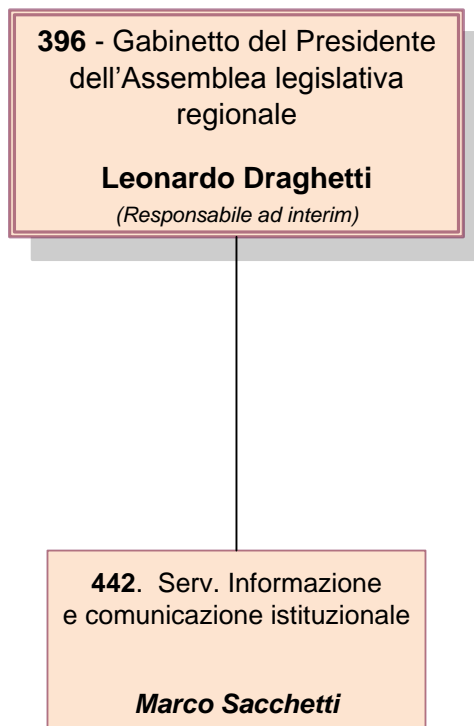 396 - Gabinetto del Presidente
dell'Assemblea legislativa
regionale
Leonardo Draghetti
(Responsabile ad interim)
442. Serv. Informazione
e comunicazione istituzionale
Marco Sacchetti